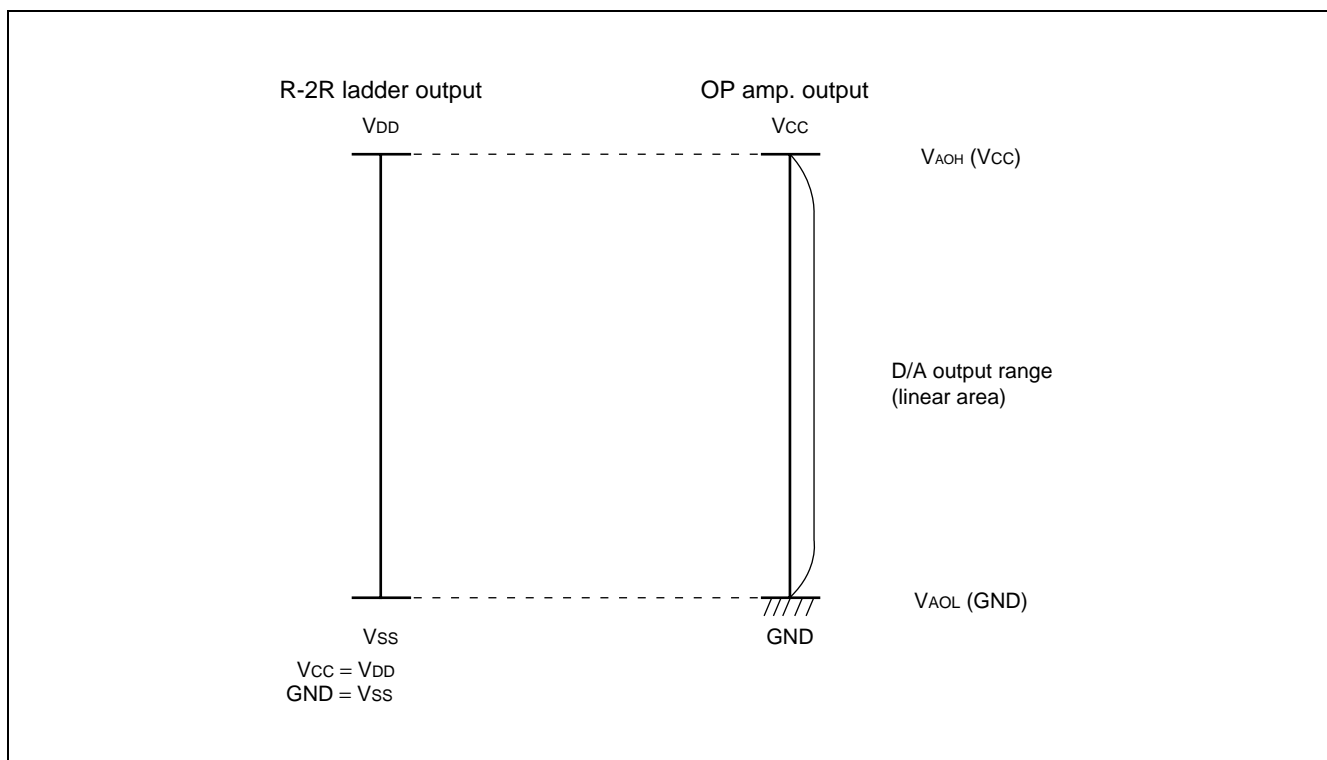 R-2R ladder output
OP amp. output
VDD
VCC
VAOH (VCC)
D/A output range
(linear area)
VAOL (GND)
VSS
GND
VCC = VDD
GND = VSS